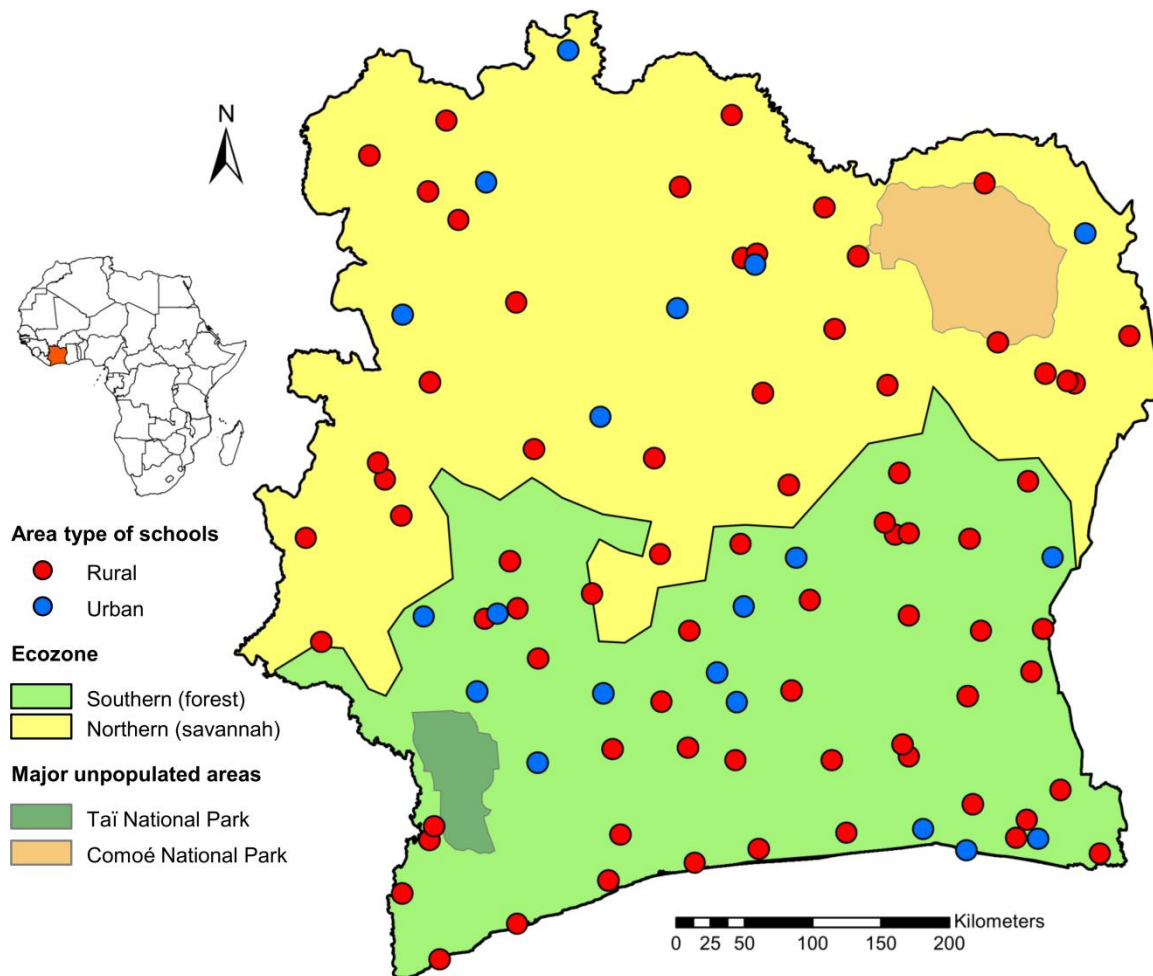 N
Area type of schools
Rural
Urban
Ecozone
Southern (forest)
Northern (savannah)
Major unpopulated areas
Taï National Park
Comoé National Park
Kilometers
0 25 50 100 150 200